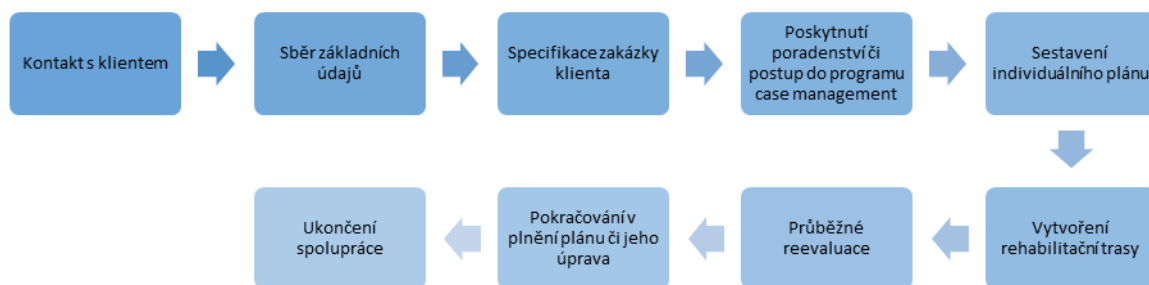 Kontakt s klientem
Sběr základních
údajů
Specifikace zakázky
klienta
Poskytnutí
poradenství či
postup do programu
case management
Sestavení
individuálního plánu
Vytvoření
rehabilitační trasy
Průběžné
reevaluace
Pokračování v
plnění plánu či jeho
úprava
Ukončení
spolupráce